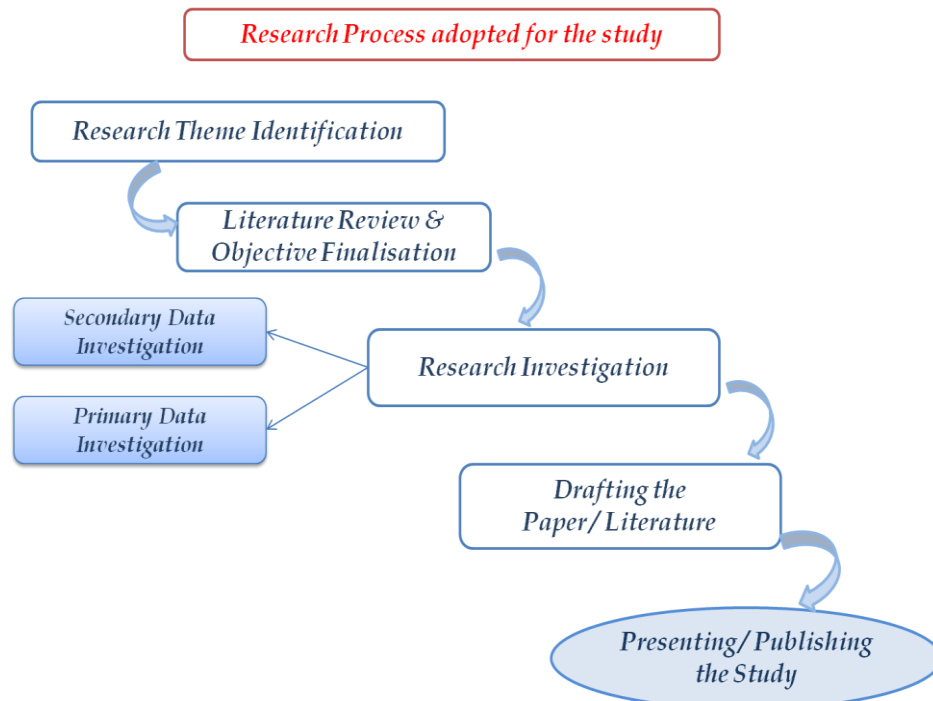 Research Process adopted for the study
Research Theme Identification
Literature Review &
Objective Finalisation
Secondary Data
Investigation
Research Investigation
Primary Data
Investigation
Drafting the
Paper/ Literature
Presenting/ Publishing
the Study